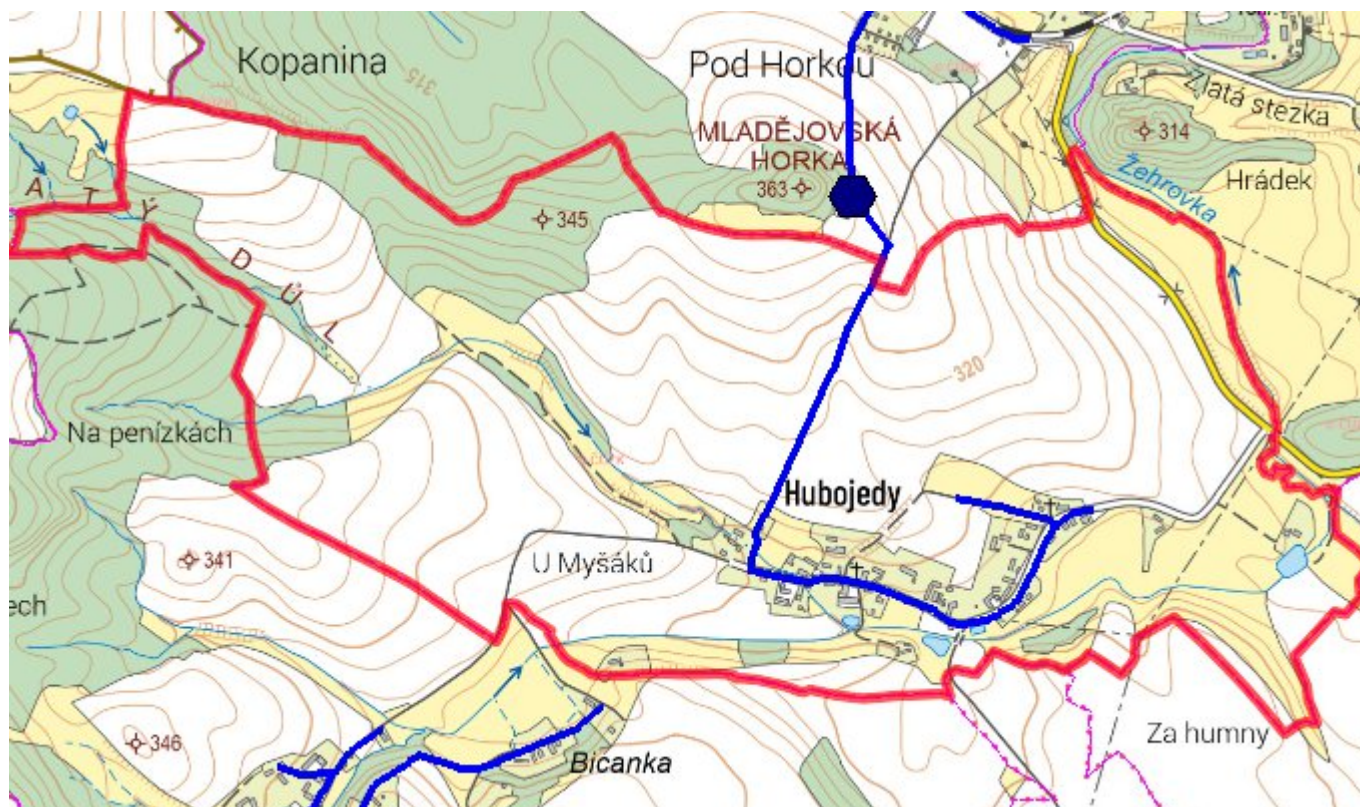 Kopanina
315
Pod Horkou
MLADĚJOVSKÁ
HORKA
363
Zlatá stezka
314
Hrádek
Žehrovka
345
A T Ý
D Ů L
320
Na penízkách
Hubojedy
341
U Myšáků
ech
346
Bicanka
Za humny